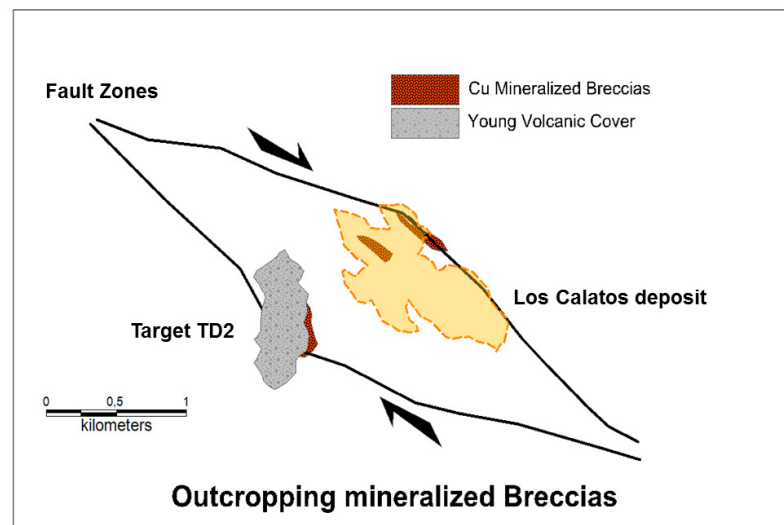 Fault Zones
Cu Mineralized Breccias
Young Volcanic Cover
Los Calatos deposit
Target TD2
0 0,5 1
kilometers
Outcropping mineralized Breccias